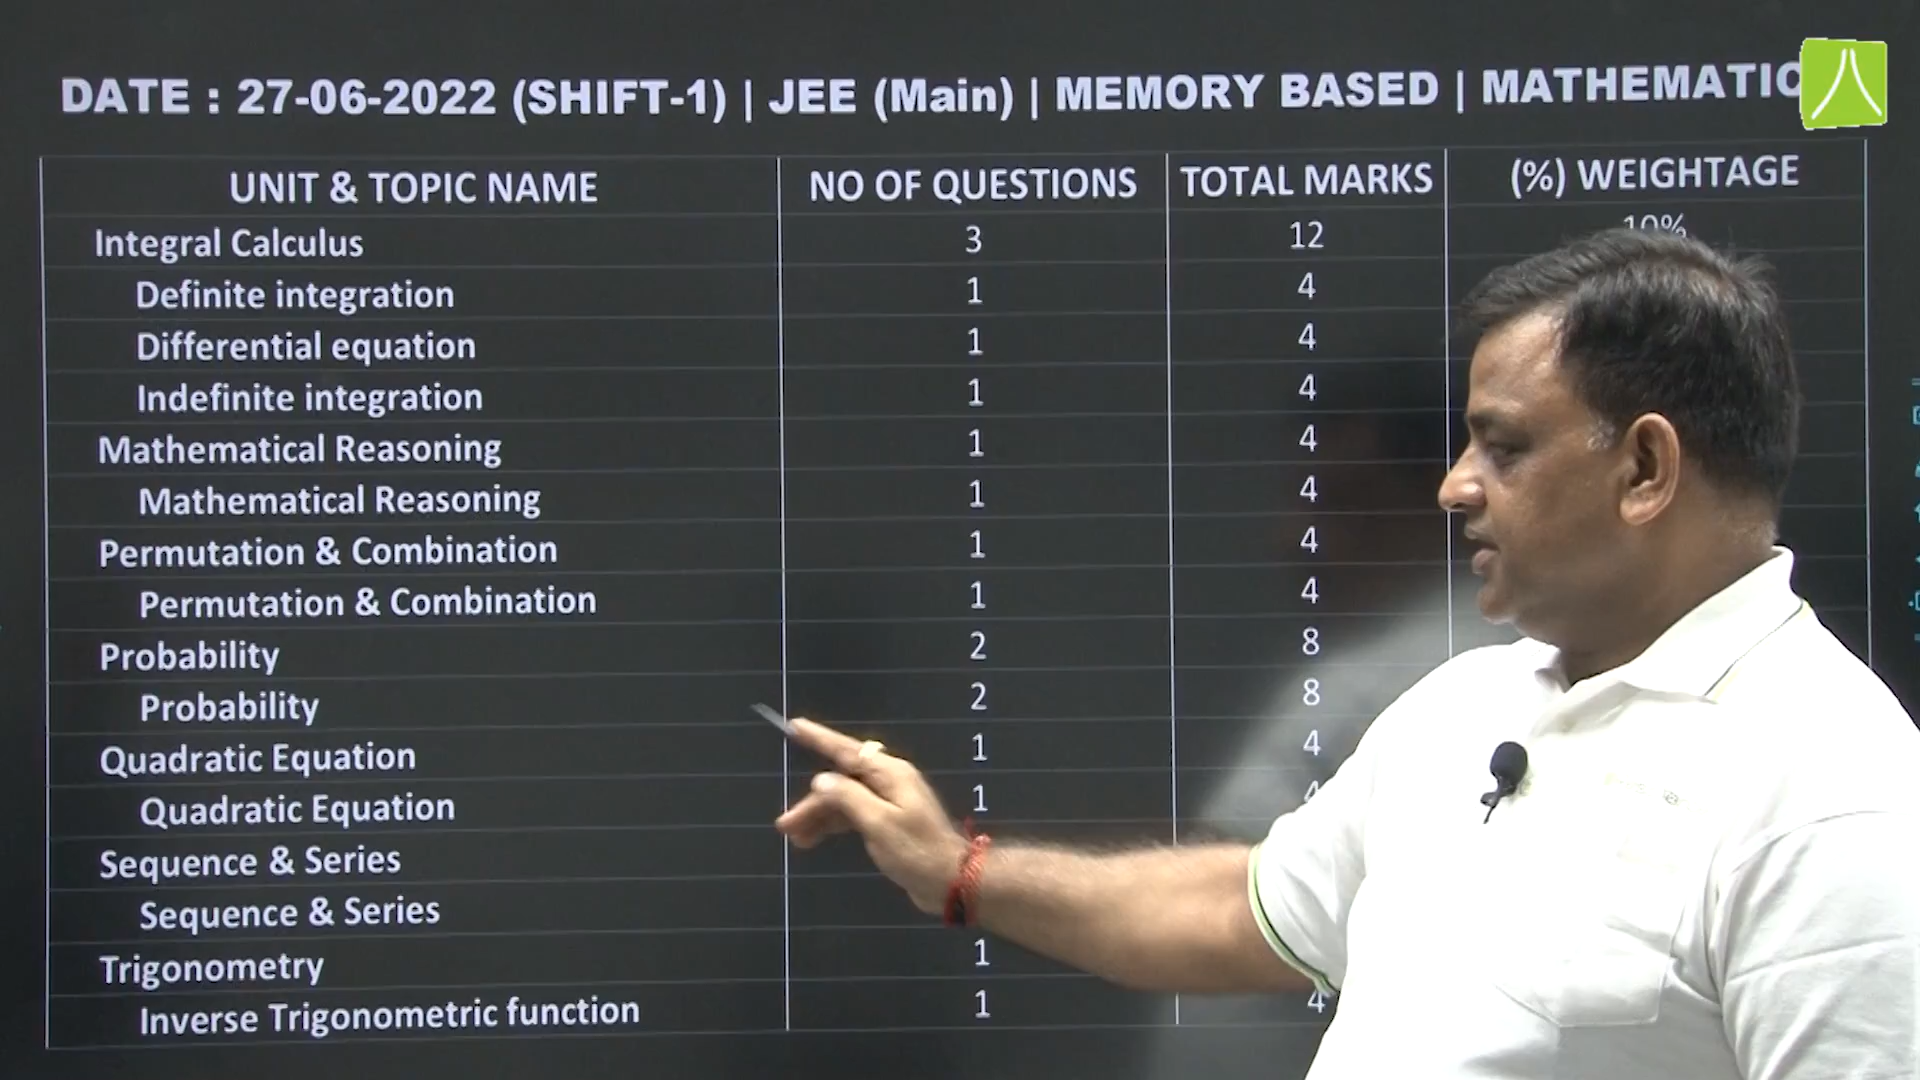 DATE : 27-06-2022 (SHIFT-1) | JEE (Main) | MEMORY BASED | MATHEMATIC
UNIT & TOPIC NAME NO OF QUESTIONS TOTAL MARKS (%) WEIGHTAGE
Integral Calculus 3 12 10%
Definite integration 1 4
Differential equation 1 4
Indefinite integration 1 4
Mathematical Reasoning 1 4
Mathematical Reasoning 1 4
Permutation & Combination 1 4
Permutation & Combination 1 4
Probability 2 8
Probability 2 8
Quadratic Equation 1 4
Quadratic Equation 1
Sequence & Series
Sequence & Series
Trigonometry 1
Inverse Trigonometric function 1 4